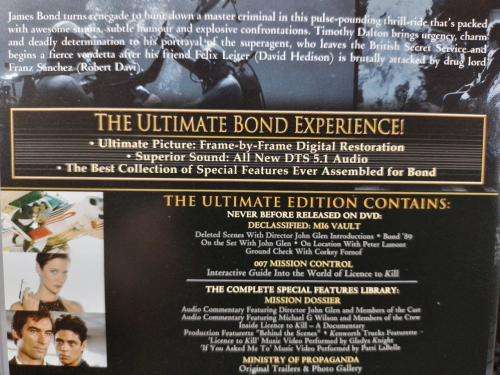 James Bond turns renegade to hunt down a master criminal in this pulse-pounding thrill-ride that's packed
with awesome stunts, subtle humour and explosive confrontations. Timothy Dalton brings urgency, charm
and deadly determination to his portrayal of the superagent, who leaves the British Secret Service and
begins a fierce vendetta after his friend Felix Leiter (David Hedison) is brutally attacked by drug lord
Franz Sanchez (Robert Davi).
THE ULTIMATE BOND EXPERIENCE!
• Ultimate Picture: Frame-by-Frame Digital Restoration
• Superior Sound: All New DTS 5.1 Audio
• The Best Collection of Special Features Ever Assembled for Bond
THE ULTIMATE EDITION CONTAINS:
NEVER BEFORE RELEASED ON DVD:
DECLASSIFIED: MI6 VAULT
Deleted Scenes With Director John Glen Introductions • Bond '89
On the Set With John Glen • On Location With Peter Lamont
Ground Check With Corkey Fornof
007 MISSION CONTROL
Interactive Guide Into the World of Licence to Kill
THE COMPLETE SPECIAL FEATURES LIBRARY:
MISSION DOSSIER
Audio Commentary Featuring Director John Glen and Members of the Cast
Audio Commentary Featuring Michael G Wilson and Members of the Crew
Inside Licence to Kill – A Documentary
Production Featurette "Behind the Scenes" • Kenworth Trucks Featurette
'Licence to Kill' Music Video Performed by Gladys Knight
'If You Asked Me To' Music Video Performed by Patti LaBelle
MINISTRY OF PROPAGANDA
Original Trailers & Photo Gallery